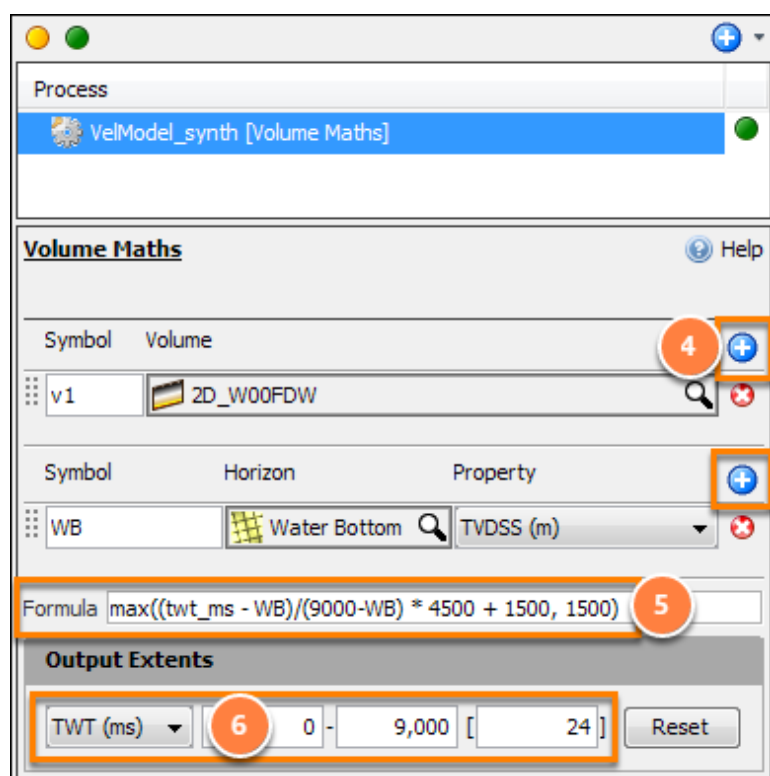 Process
VelModel_synth [Volume Maths]
Volume Maths
Help
Symbol Volume
4
v1 2D_W00FDW
Symbol Horizon Property
WB Water Bottom TVDSS (m)
Formula max((twt_ms - WB)/(9000-WB) * 4500 + 1500, 1500) 5
Output Extents
TWT (ms) 6 0 - 9,000 [ 24 ] Reset